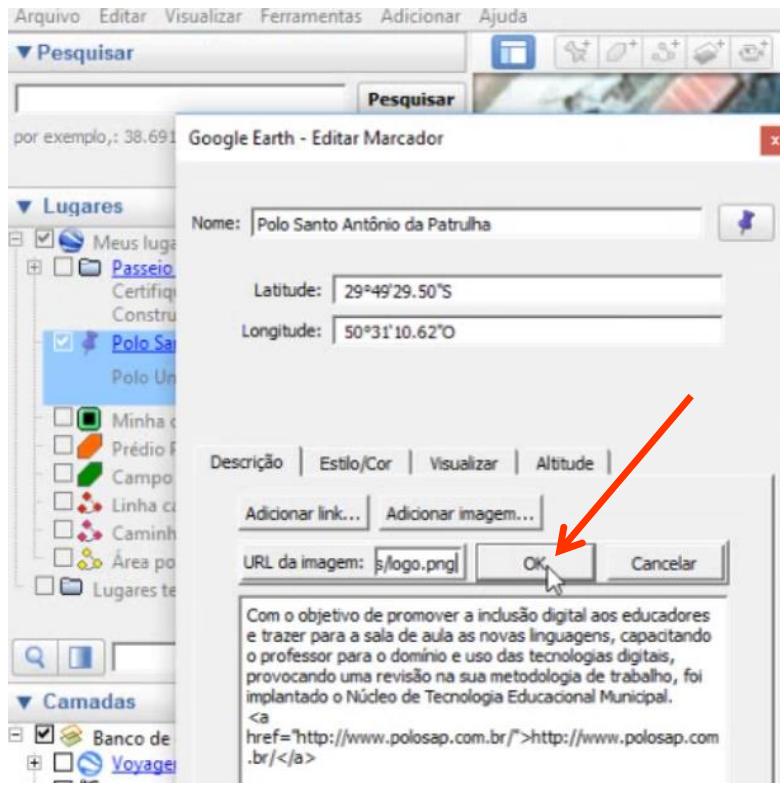 Arquivo Editar Visualizar Ferramentas Adicionar Ajuda
Pesquisar
Pesquisar
por exemplo,: 38.691
Google Earth - Editar Marcador
x
Lugares
Meus luga
Passeio
Certifiq
Constru
Polo Sa
Polo Un
Minha c
Prédio P
Campo
Linha ca
Caminh
Área po
Lugares te
Camadas
Banco de
Voyage
Nome: Polo Santo Antônio da Patrulha
Latitude: 29°49'29.50"S
Longitude: 50°31'10.62"O
Descrição Estilo/Cor Visualizar Altitude
Adicionar link... Adicionar imagem...
URL da imagem: s/logo.png OK Cancelar
Com o objetivo de promover a inclusão digital aos educadores
e trazer para a sala de aula as novas linguagens, capacitando
o professor para o domínio e uso das tecnologias digitais,
provocando uma revisão na sua metodologia de trabalho, foi
implantado o Núcleo de Tecnologia Educacional Municipal.
<a
href="http://www.polosap.com.br/">http://www.polosap.com
.br/</a>